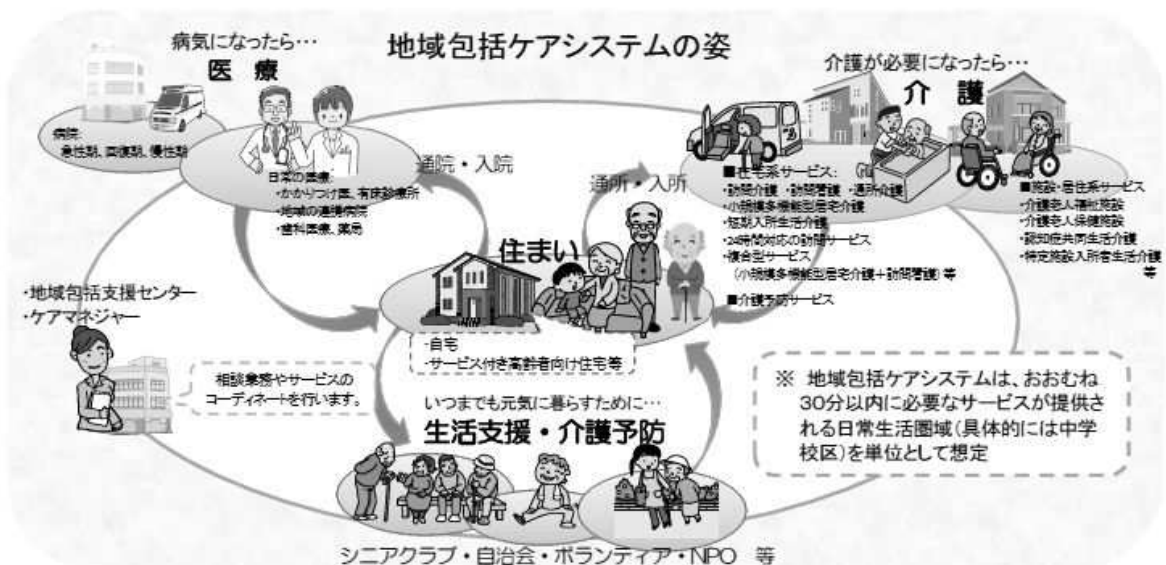 地域包括ケアシステムの姿
病気になったら…
医 療
病院:
急性期、回復期、慢性期
日常の医療:
・かかりつけ医、有床診療所
・地域の連携病院
・歯科医療、薬局
通院・入院
介護が必要になったら…
介 護
通所・入所
■在宅系サービス:
・訪問介護 ・訪問看護 ・通所介護
・小規模多機能型居宅介護
・短期入所生活介護
・24時間対応の訪問サービス
・複合型サービス
(小規模多機能型居宅介護+訪問看護)等
■介護予防サービス
■施設・居住系サービス
・介護老人福祉施設
・介護老人保健施設
・認知症共同生活介護
・特定施設入所者生活介護
等
住まい
・自宅
・サービス付き高齢者向け住宅等
・地域包括支援センター
・ケアマネジャー
相談業務やサービスの
コーディネートを行います。
いつまでも元気に暮らすために…
生活支援・介護予防
シニアクラブ・自治会・ボランティア・NPO 等
※ 地域包括ケアシステムは、おおむね
30分以内に必要なサービスが提供さ
れる日常生活圏域(具体的には中学
校区)を単位として想定